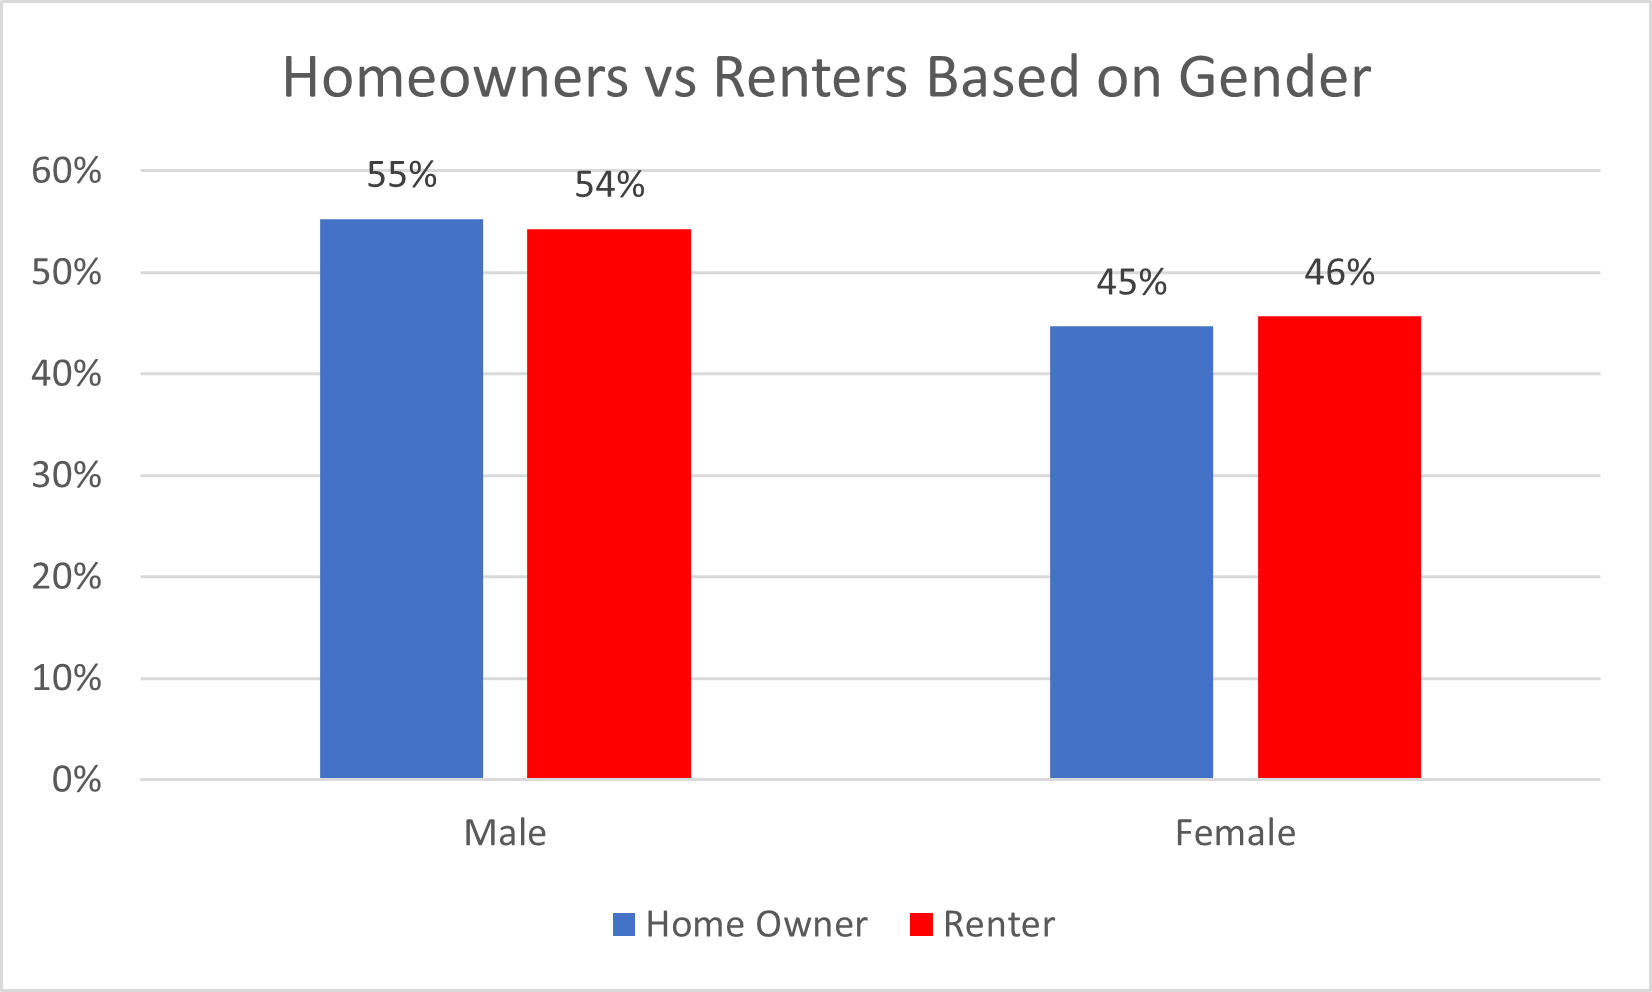 Homeowners vs Renters Based on Gender
60%
50%
40%
30%
20%
10%
0%
55%
54%
45%
46%
Male
Female
Home Owner
Renter